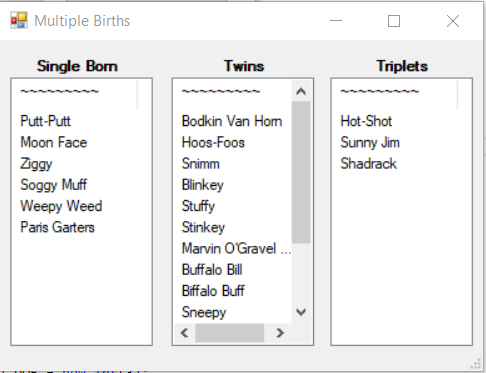 Multiple Births
Single Born
~~~~~~~~~
Putt-Putt
Moon Face
Ziggy
Soggy Muff
Weepy Weed
Paris Garters
Twins
~~~~~~~~~
Bodkin Van Horn
Hoos-Foos
Snimm
Blinkey
Stuffy
Stinkey
Marvin O'Gravel ...
Buffalo Bill
Biffalo Buff
Sneepy
Triplets
~~~~~~~~~
Hot-Shot
Sunny Jim
Shadrack